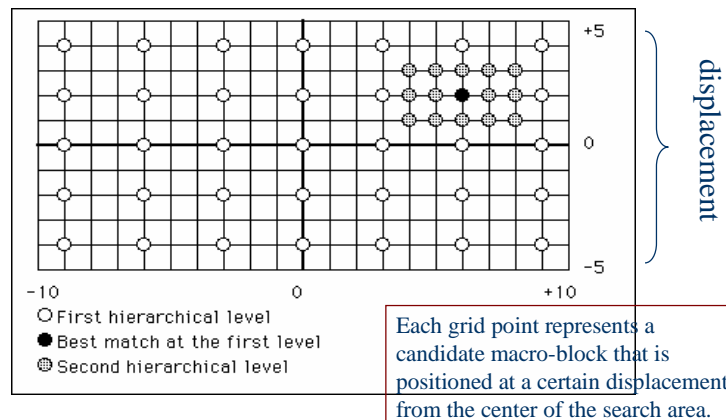 +5
displacement
0
-5
-10
0
+10
First hierarchical level
Best match at the first level
Second hierarchical level
Each grid point represents a
candidate macro-block that is
positioned at a certain displacement
from the center of the search area.